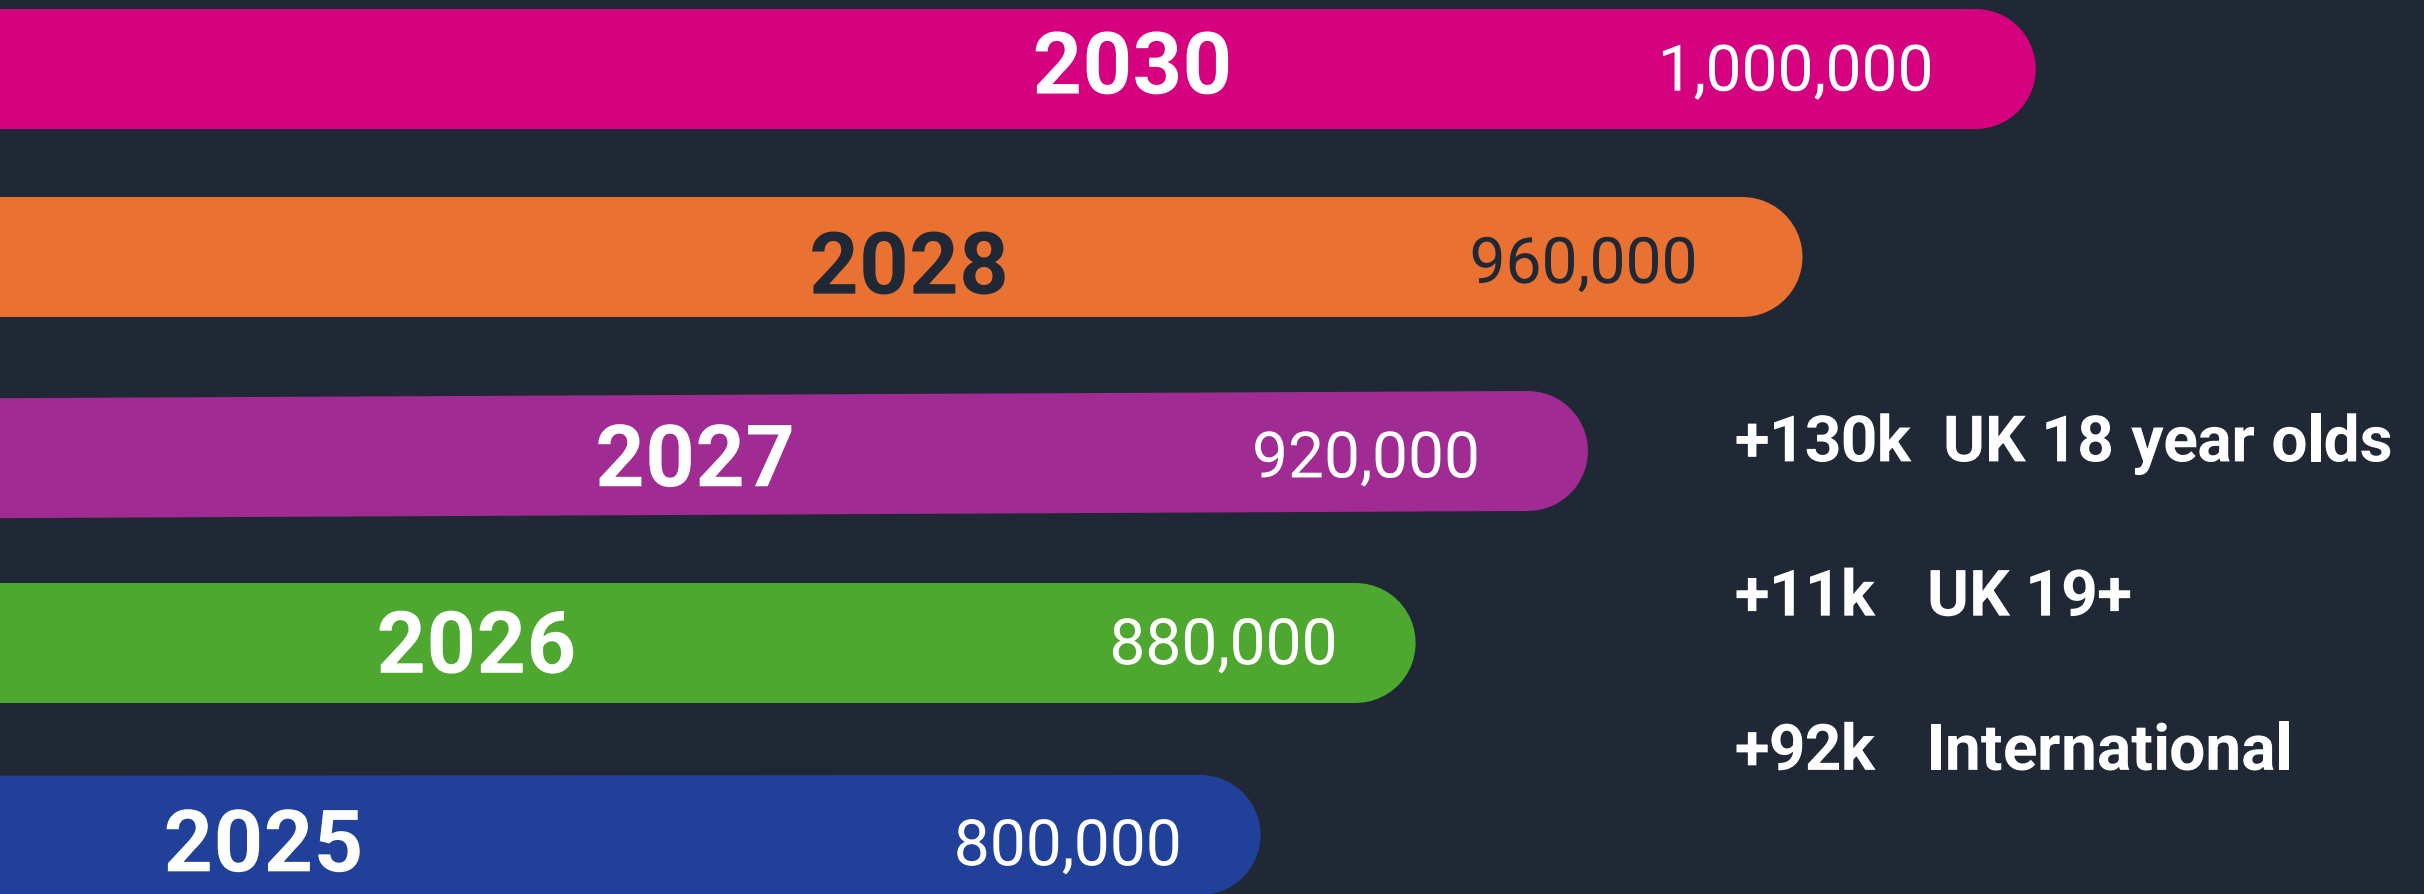 2030 1,000,000
2028 960,000
2027 920,000
+130k UK 18 year olds
2026 880,000
+11k UK 19+
+92k International
2025 800,000